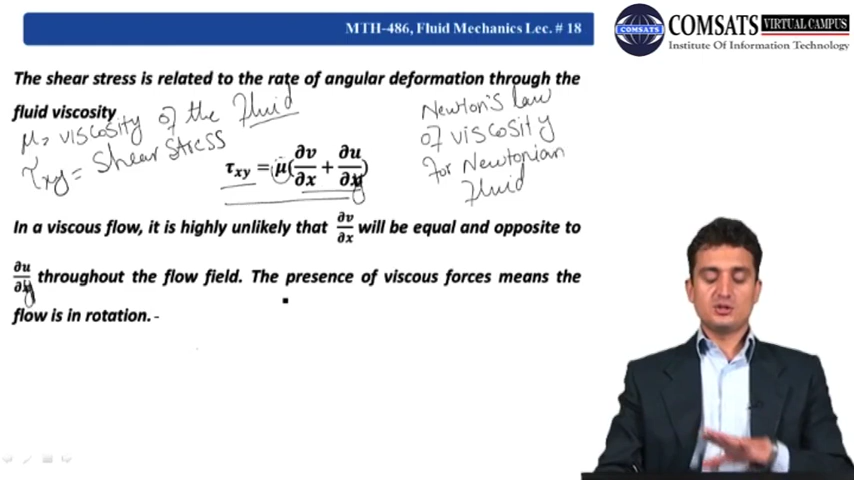 MTH-486, Fluid Mechanics Lec. # 18
COMSATS VIRTUAL CAMPUS
Institute Of Information Technology
The shear stress is related to the rate of angular deformation through the
fluid viscosity
μ = viscosity of the Fluid
τxy = Shear Stress
Newton's law
of viscosity
for Newtonian
Fluid
τxy = μ(∂v/∂x + ∂u/∂y)
In a viscous flow, it is highly unlikely that ∂v/∂x will be equal and opposite to
∂u/∂y throughout the flow field. The presence of viscous forces means the
flow is in rotation.-